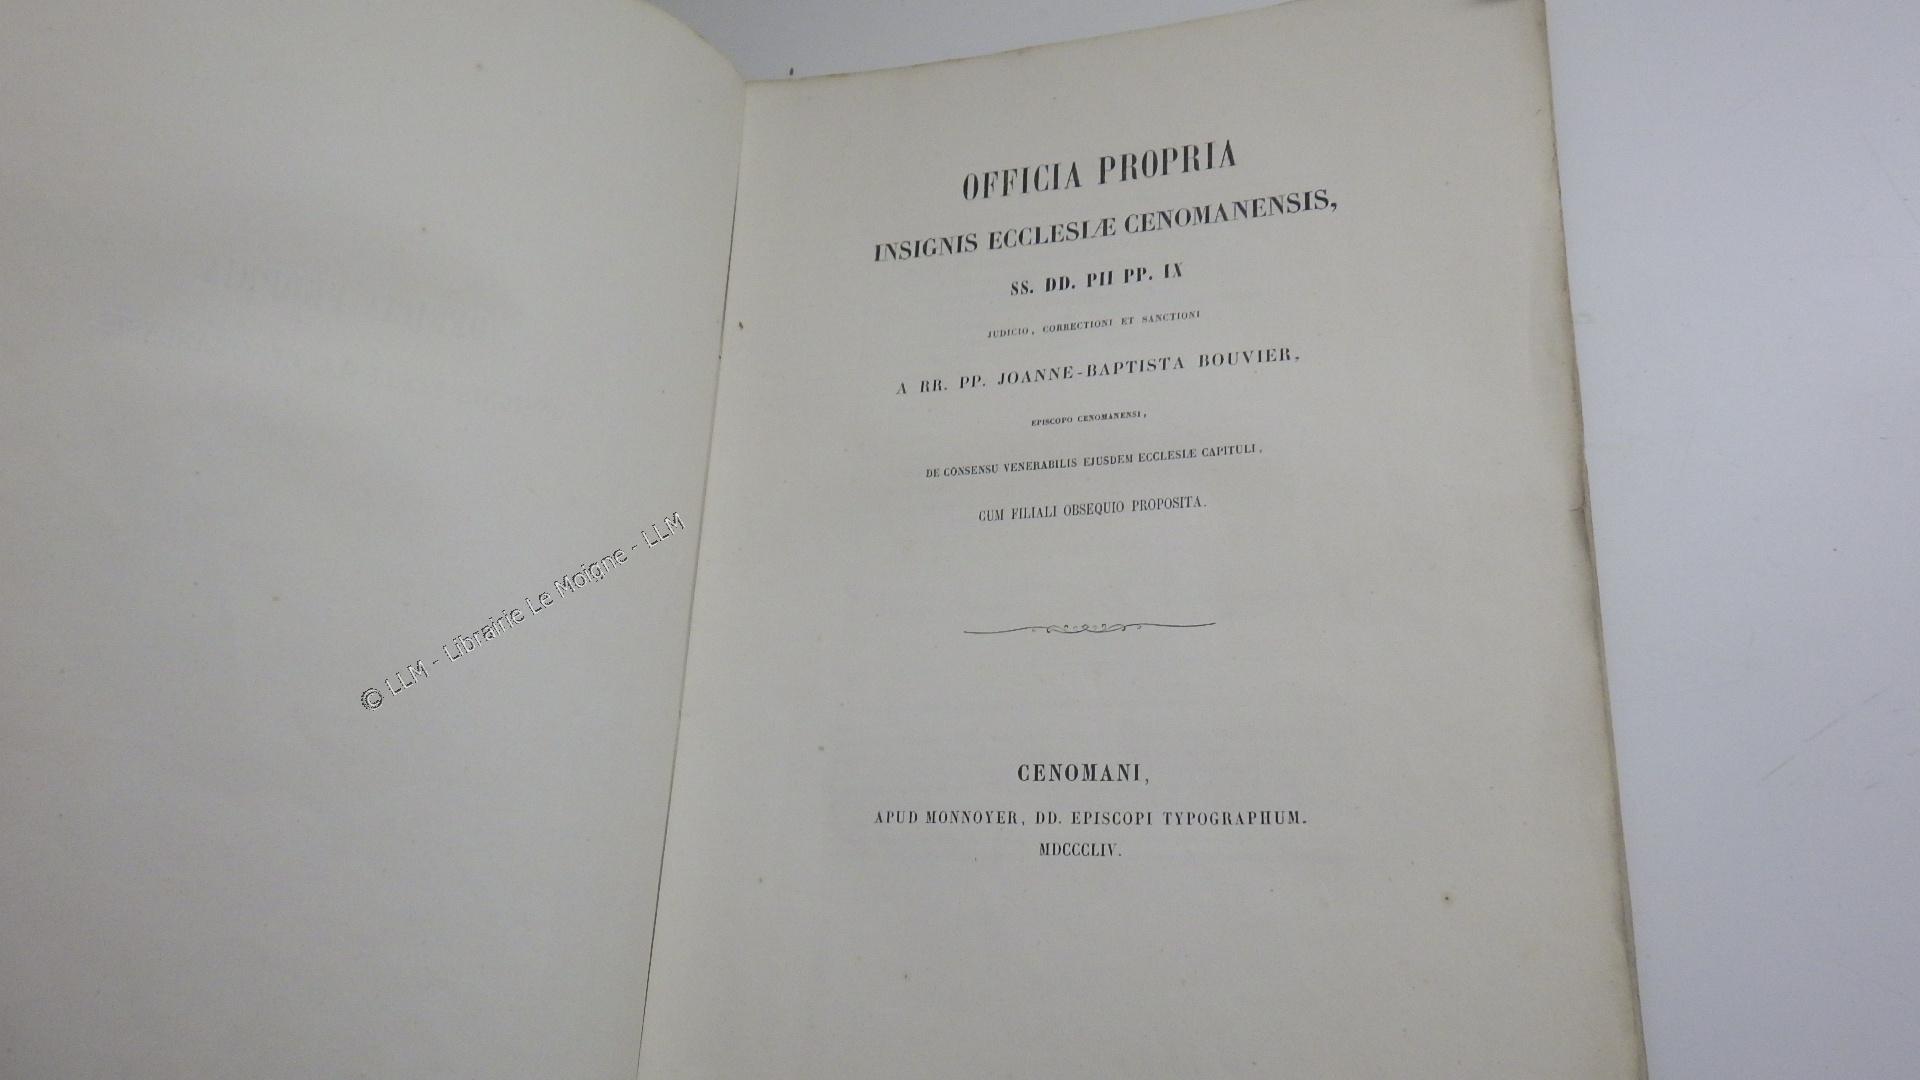 OFFICIA PROPRIA
INSIGNIS ECCLESIÆ CENOMANENSIS,
SS. DD. PII PP. IX
JUDICIO, CORRECTIONI ET SANCTIONI
A RR. PP. JOANNE-BAPTISTA BOUVIER,
EPISCOPO CENOMANENSI,
DE CONSENSU VENERABILIS EJUSDEM ECCLESIÆ CAPITULI,
CUM FILIALI OBSEQUIO PROPOSITA.
CENOMANI,
APUD MONNOYER, DD. EPISCOPI TYPOGRAPHUM.
MDCCCLIV.
© LLM - Librairie Le Moigne - LLM